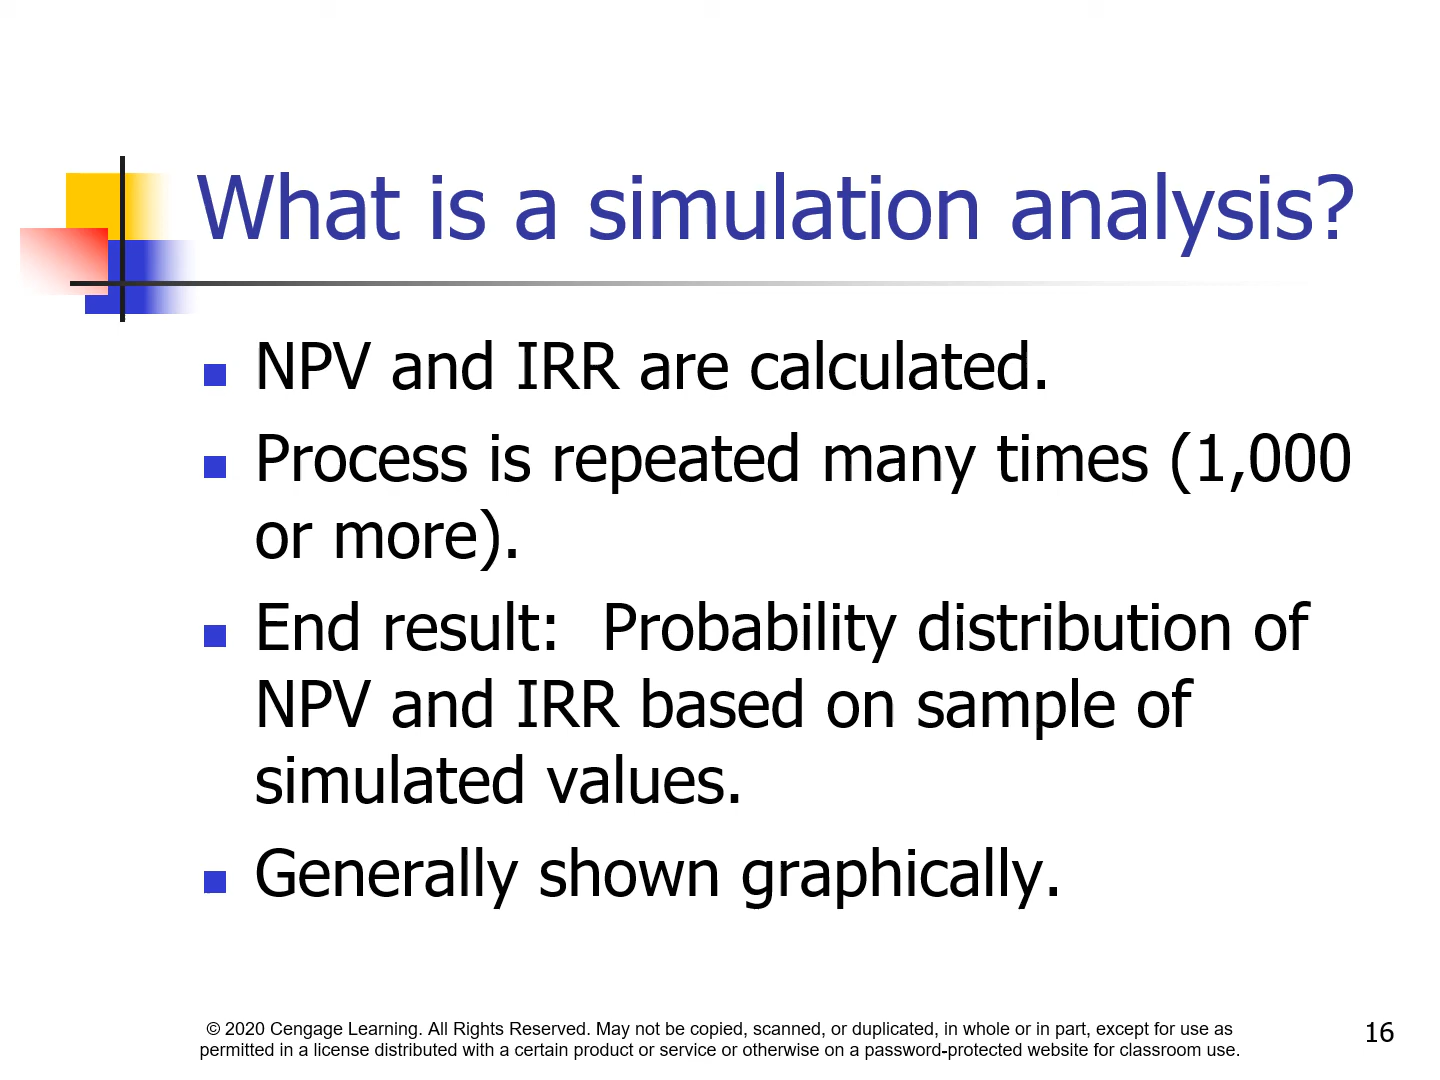 What is a simulation analysis?
NPV and IRR are calculated.
Process is repeated many times (1,000
or more).
End result:  Probability distribution of
NPV and IRR based on sample of
simulated values.
Generally shown graphically.
© 2020 Cengage Learning. All Rights Reserved. May not be copied, scanned, or duplicated, in whole or in part, except for use as
permitted in a license distributed with a certain product or service or otherwise on a password-protected website for classroom use.
16